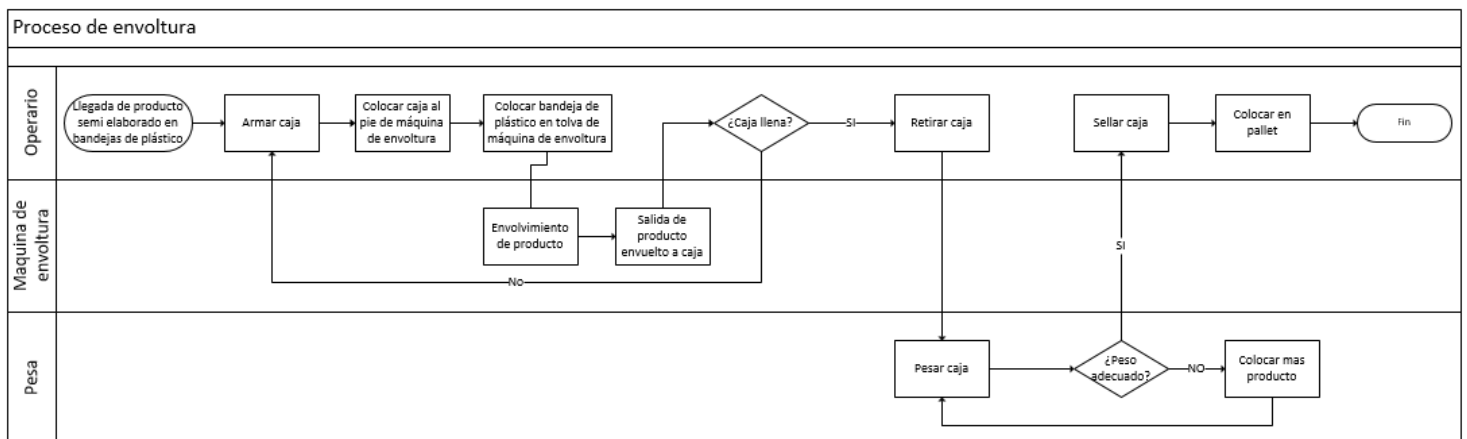 Proceso de envoltura
Operario
Llegada de producto
semi elaborado en
bandejas de plástico
Armar caja
Colocar caja al
pie de máquina
de envoltura
Colocar bandeja de
plástico en tolva de
máquina de envoltura
¿Caja llena?
SI
Retirar caja
Sellar caja
Colocar en
pallet
Fin
Maquina de
envoltura
Envolvimiento
de producto
Salida de
producto
envuelto a caja
No
SI
Pesa
Pesar caja
¿Peso
adecuado?
NO
Colocar mas
producto